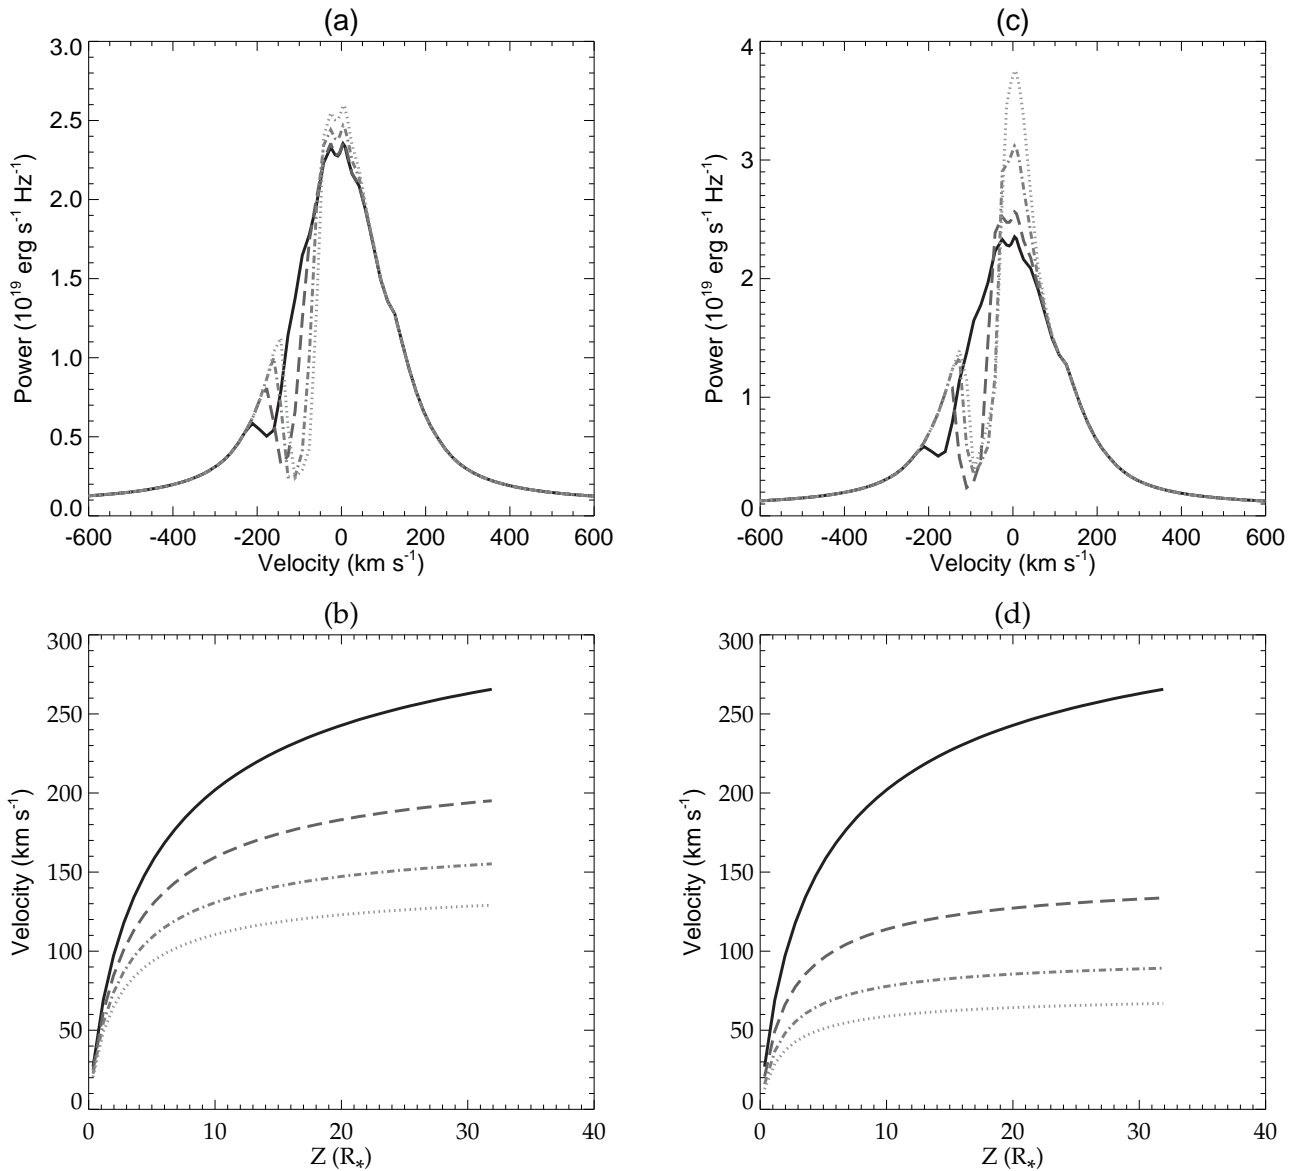 (a)
3.0
2.5
2.0
1.5
1.0
0.5
0.0
Power (10¹⁹ erg s⁻¹ Hz⁻¹)
-600 -400 -200 0 200 400 600
Velocity (km s⁻¹)
(c)
4
3
2
1
0
Power (10¹⁹ erg s⁻¹ Hz⁻¹)
-600 -400 -200 0 200 400 600
Velocity (km s⁻¹)
(b)
300
250
200
150
100
50
0
Velocity (km s⁻¹)
0 10 20 30 40
Z (R*)
(d)
300
250
200
150
100
50
0
Velocity (km s⁻¹)
0 10 20 30 40
Z (R*)